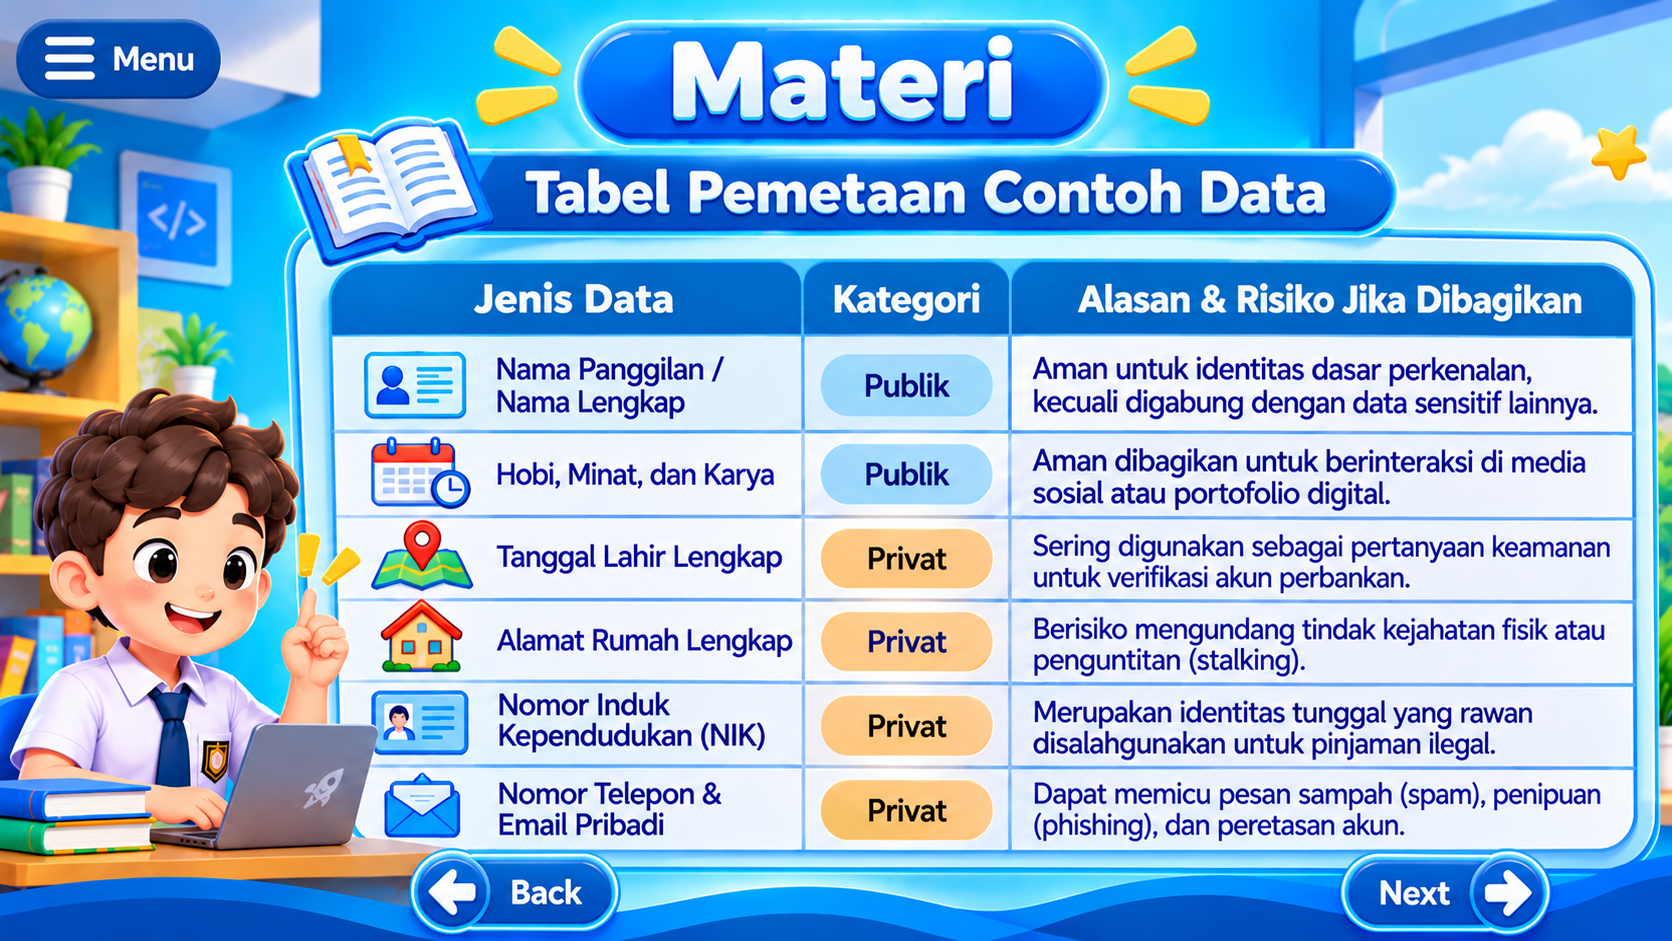 Menu
Materi
Tabel Pemetaan Contoh Data
Jenis Data
Kategori
Alasan & Risiko Jika Dibagikan
Nama Panggilan /
Nama Lengkap
Publik
Aman untuk identitas dasar perkenalan,
kecuali digabung dengan data sensitif lainnya.
Hobi, Minat, dan Karya
Publik
Aman dibagikan untuk berinteraksi di media
sosial atau portofolio digital.
Tanggal Lahir Lengkap
Privat
Sering digunakan sebagai pertanyaan keamanan
untuk verifikasi akun perbankan.
Alamat Rumah Lengkap
Privat
Berisiko mengundang tindak kejahatan fisik atau
penguntitan (stalking).
Nomor Induk
Kependudukan (NIK)
Privat
Merupakan identitas tunggal yang rawan
disalahgunakan untuk pinjaman ilegal.
Nomor Telepon &
Email Pribadi
Privat
Dapat memicu pesan sampah (spam), penipuan
(phishing), dan peretasan akun.
Back
Next